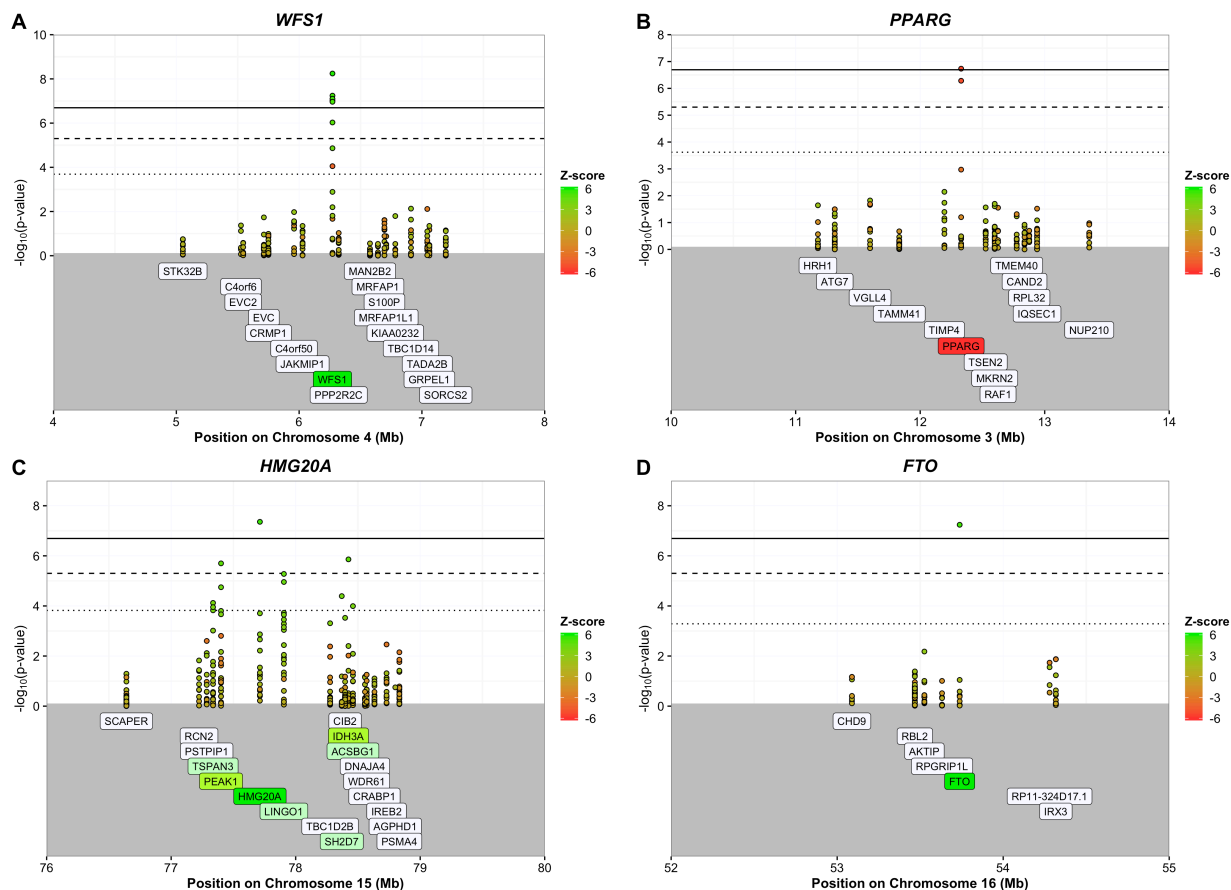 A
WFS1
10
8
6
4
2
0
-log10(p-value)
STK32B
MAN2B2
C4orf6
MRFAP1
EVC2
S100P
EVC
MRFAP1L1
CRMP1
KIAA0232
C4orf50
TBC1D14
JAKMIP1
TADA2B
WFS1
GRPEL1
PPP2R2C
SORCS2
4
5
6
7
8
Position on Chromosome 4 (Mb)
Z-score
6
3
0
-3
-6
B
PPARG
8
7
6
5
4
3
2
1
0
-log10(p-value)
HRH1
TMEM40
ATG7
CAND2
VGLL4
RPL32
TAMM41
IQSEC1
TIMP4
NUP210
PPARG
TSEN2
MKRN2
RAF1
10
11
12
13
14
Position on Chromosome 3 (Mb)
Z-score
6
3
0
-3
-6
C
HMG20A
8
6
4
2
0
-log10(p-value)
SCAPER
CIB2
RCN2
IDH3A
PSTPIP1
ACSBG1
TSPAN3
DNAJA4
PEAK1
WDR61
HMG20A
CRABP1
LINGO1
IREB2
TBC1D2B
AGPHD1
SH2D7
PSMA4
76
77
78
79
80
Position on Chromosome 15 (Mb)
Z-score
6
3
0
-3
-6
D
FTO
8
6
4
2
0
-log10(p-value)
CHD9
RBL2
AKTIP
RPGRIP1L
FTO
RP11-324D17.1
IRX3
52
53
54
55
Position on Chromosome 16 (Mb)
Z-score
6
3
0
-3
-6